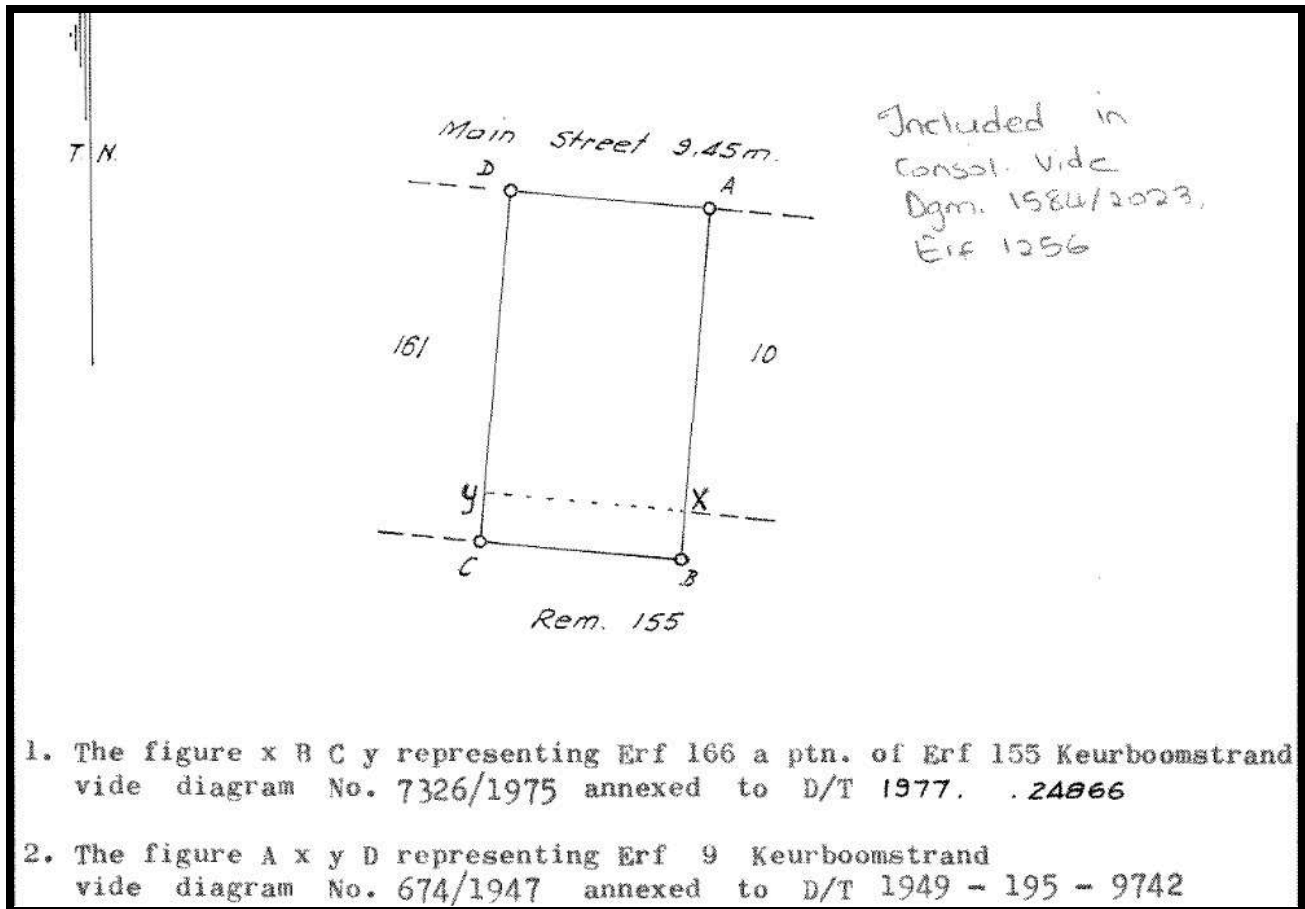 T N.
Main Street 9.45m.
D
A
Included in
Consol. vide
Dgm. 1584/2023,
Erf 1256
161
10
y
X
C
B
Rem. 155
1. The figure x B C y representing Erf 166 a ptn. of Erf 155 Keurboomstrand
vide diagram No. 7326/1975 annexed to D/T 1977. .24866
2. The figure A x y D representing Erf 9 Keurboomstrand
vide diagram No. 674/1947 annexed to D/T 1949 - 195 - 9742